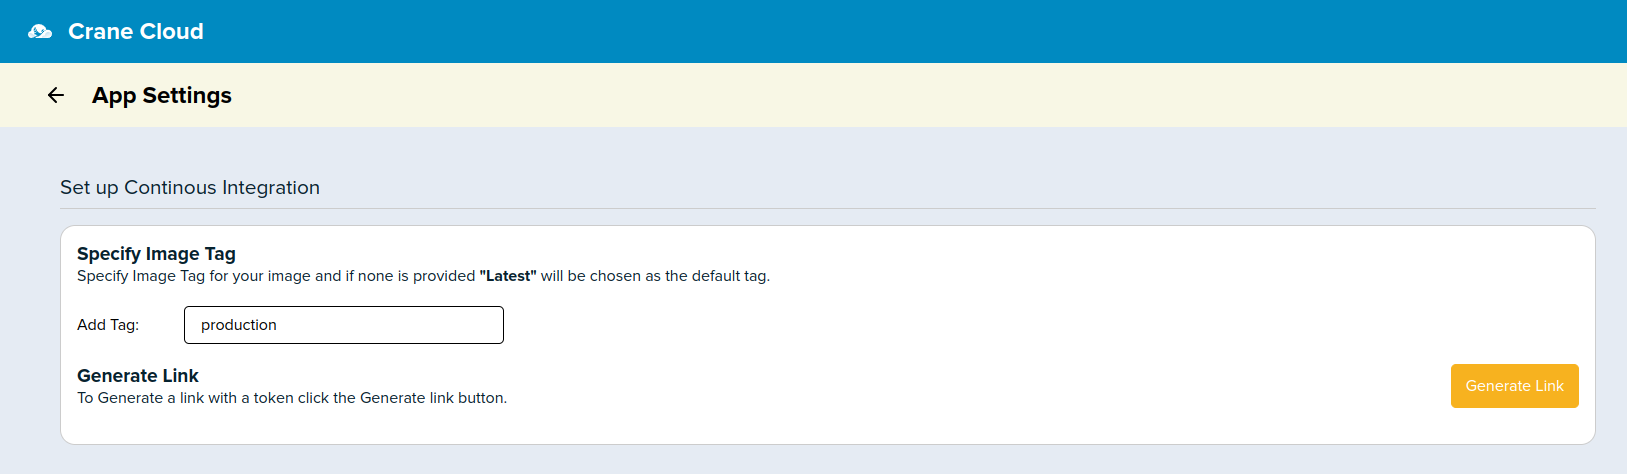 Crane Cloud
App Settings
Set up Continous Integration
Specify Image Tag
Specify Image Tag for your image and if none is provided "Latest" will be chosen as the default tag.
Add Tag: production
Generate Link
To Generate a link with a token click the Generate link button.
Generate Link